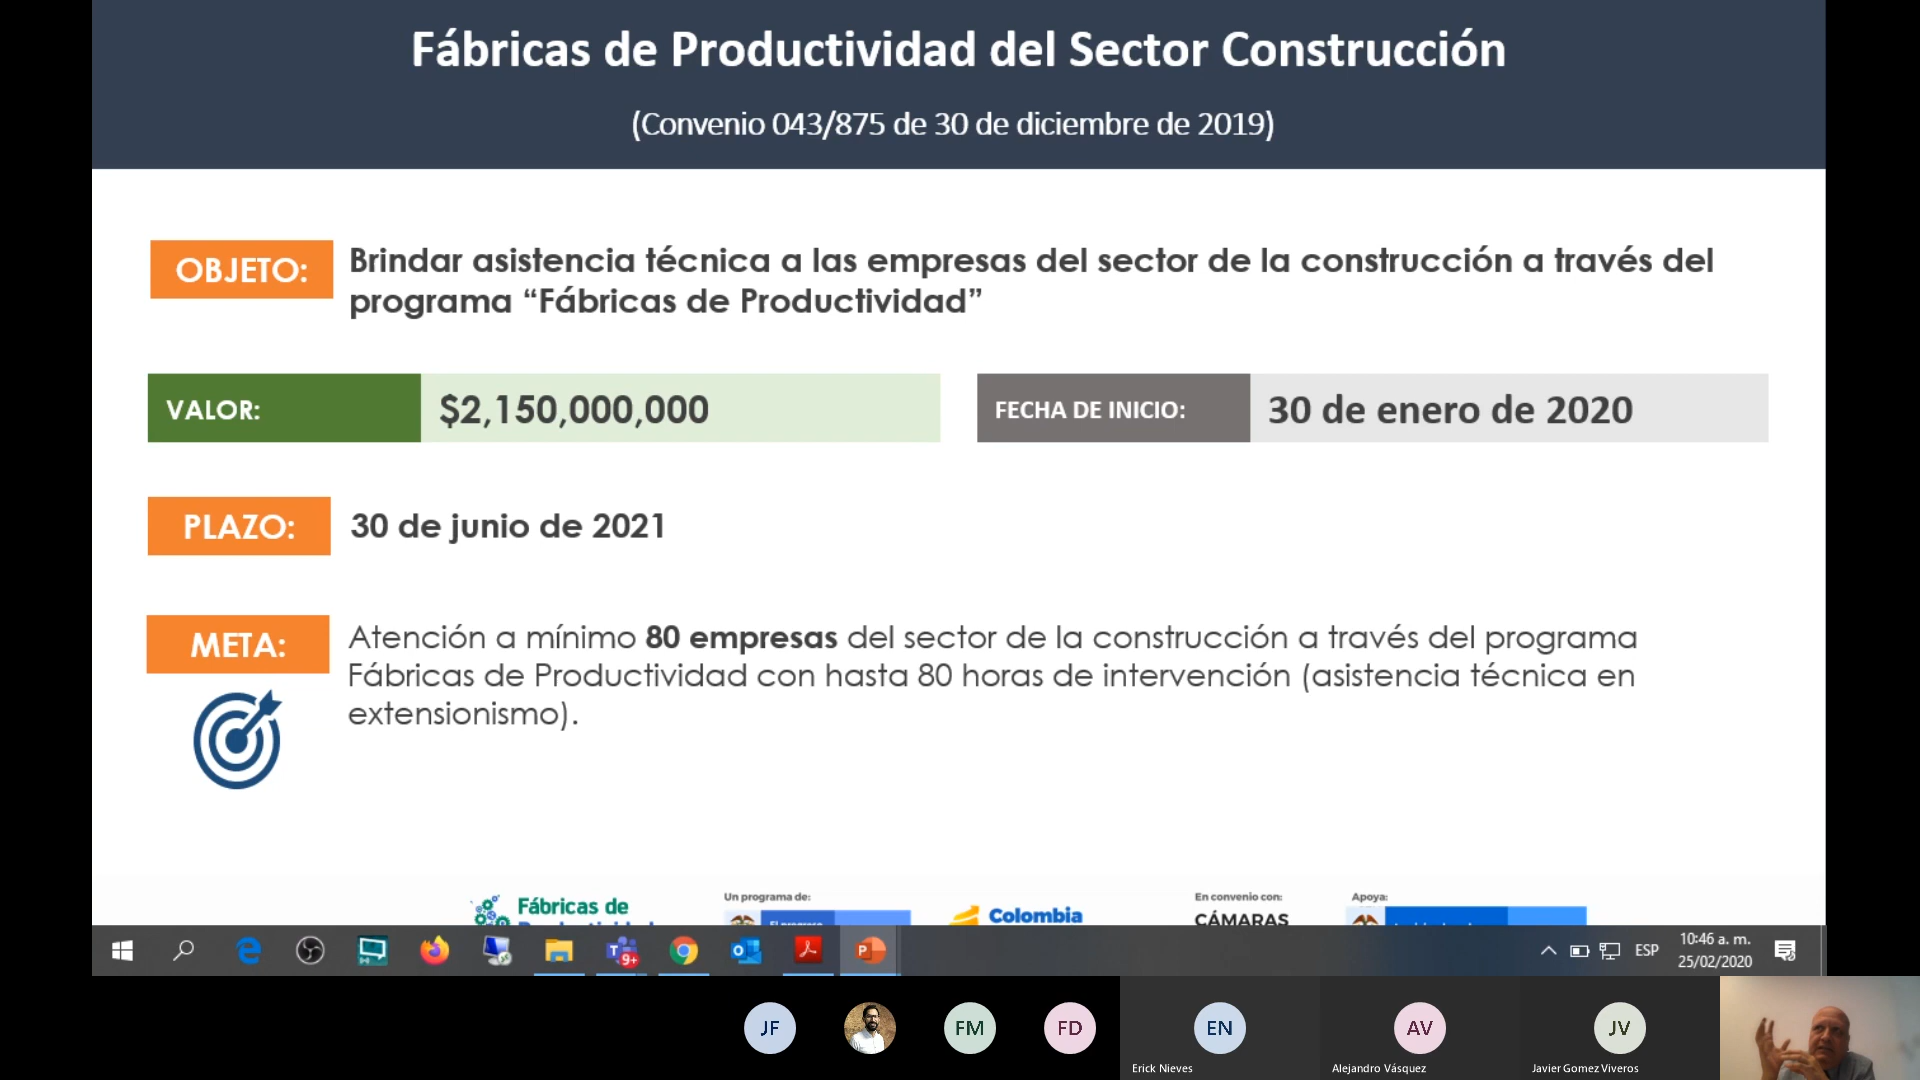 Fábricas de Productividad del Sector Construcción
(Convenio 043/875 de 30 de diciembre de 2019)
OBJETO:
Brindar asistencia técnica a las empresas del sector de la construcción a través del
programa “Fábricas de Productividad”
VALOR:
$2,150,000,000
FECHA DE INICIO:
30 de enero de 2020
PLAZO:
30 de junio de 2021
META:
Atención a mínimo 80 empresas del sector de la construcción a través del programa
Fábricas de Productividad con hasta 80 horas de intervención (asistencia técnica en
extensionismo).
Fábricas de
Un programa de:
El progreso
Colombia
En convenio con:
CÁMARAS
Apoya:
9+
ESP
10:46 a. m.
25/02/2020
JF
FM
FD
EN
AV
JV
Erick Nieves
Alejandro Vásquez
Javier Gomez Viveros